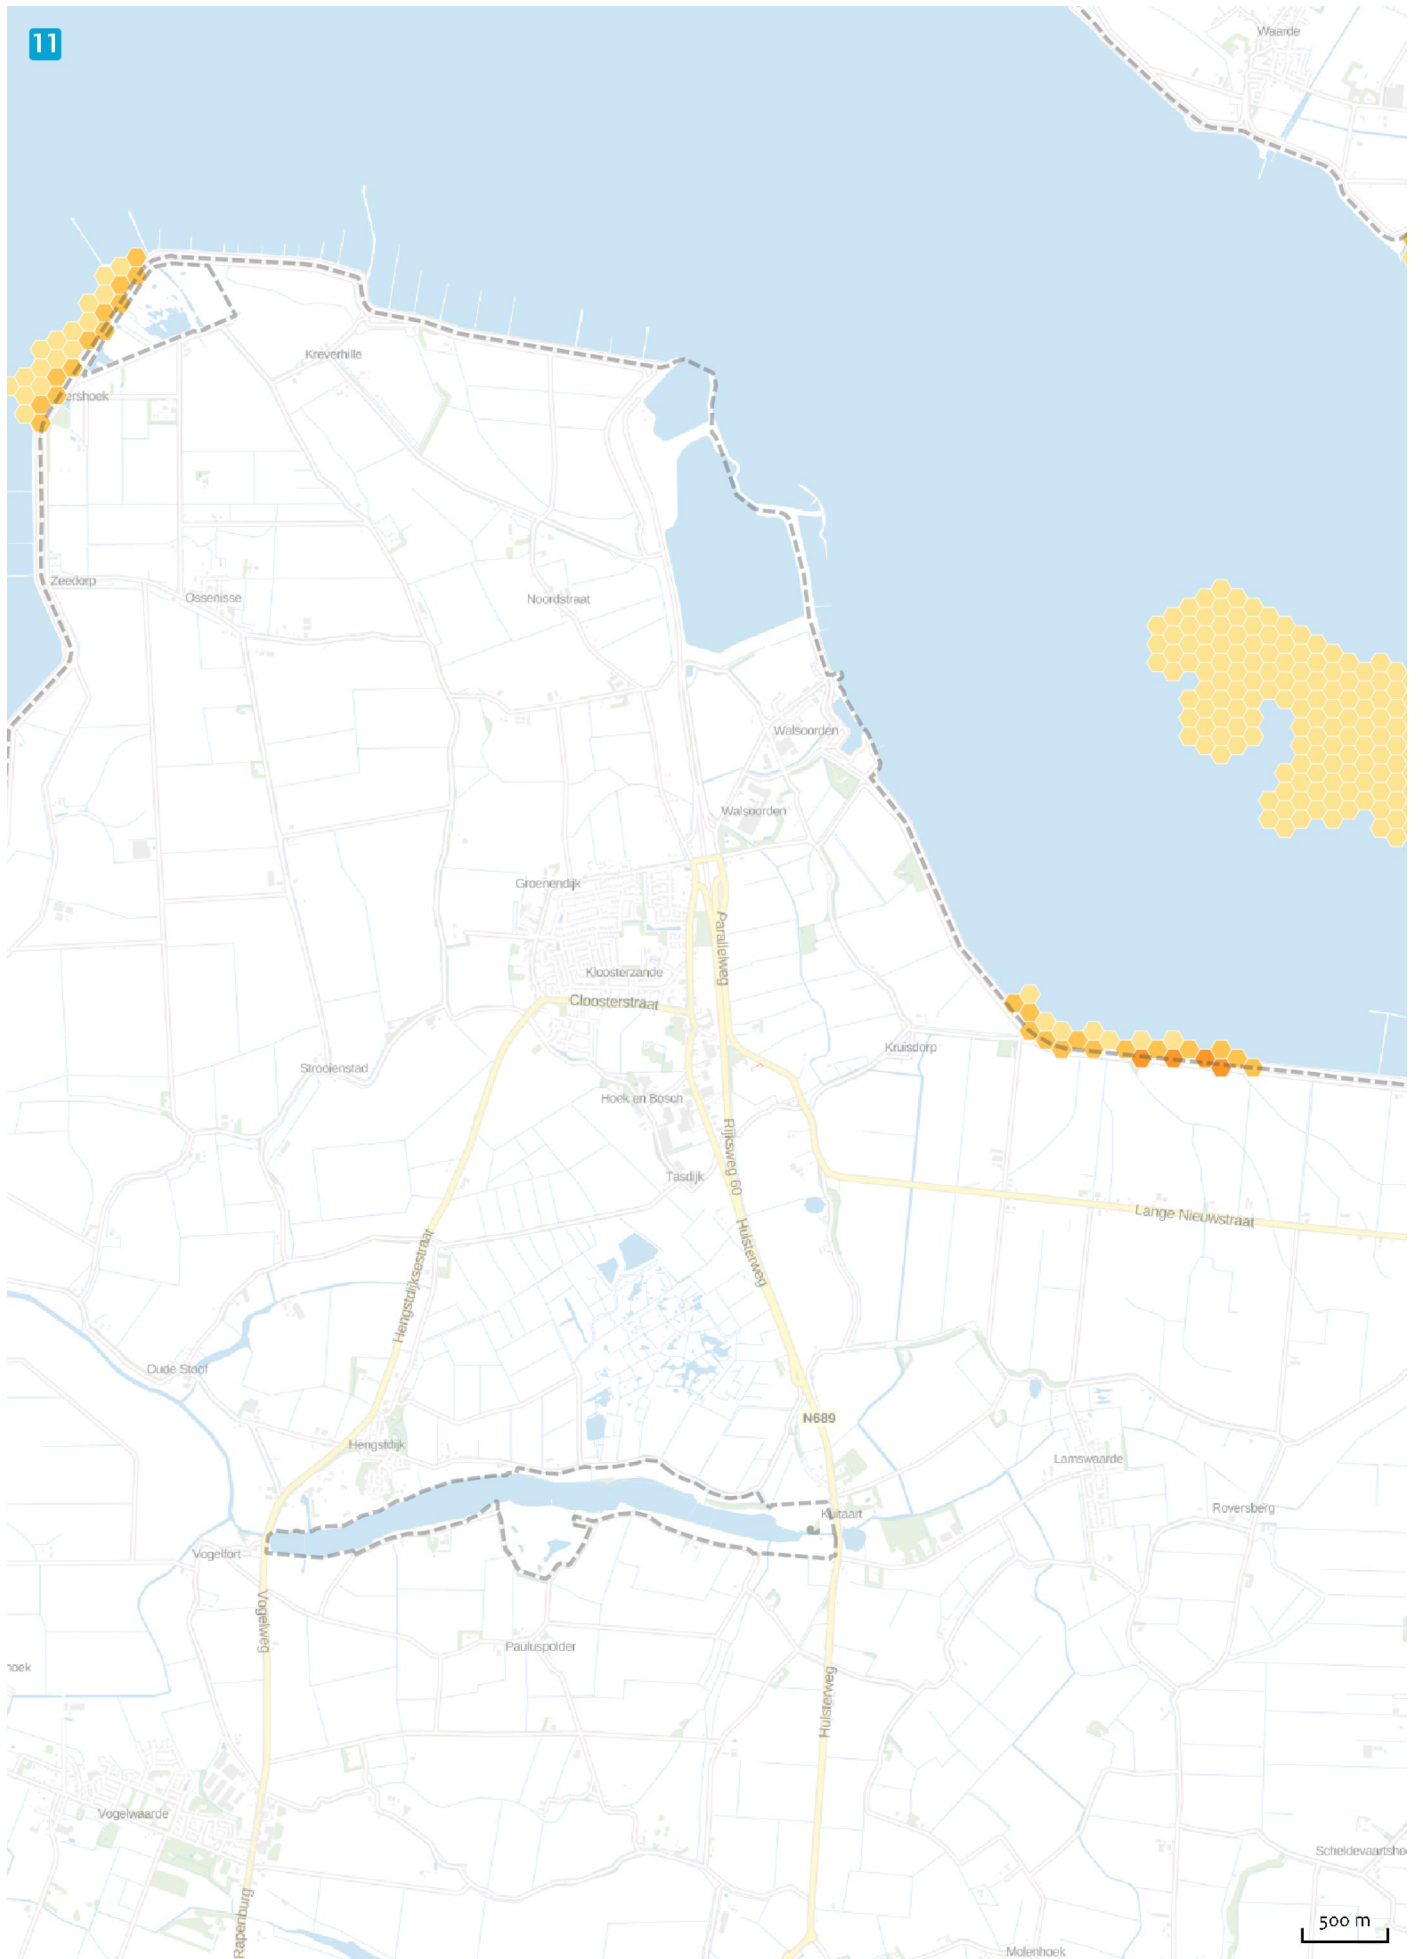 11
Waarde
Kreverhille
ershoek
Zeedorp
Ossenisse
Noordstraat
Walsoorden
Walsoorden
Groenendijk
Parallelweg
Kloosterzande
Cloosterstraat
Kruisdorp
Strooienstad
Hoek en Bosch
Rijksweg 60
Tasdijk
Lange Nieuwstraat
Hulsterweg
Hengstdijksestraat
Oude Stoof
N689
Hengstdijk
Lamswaarde
Roversberg
Kuitaart
Vogelfort
Vogelweg
Pauluspolder
hoek
Hulsterweg
Vogelwaarde
Scheldevaartsho
Rapenburg
500 m
Molenhoek